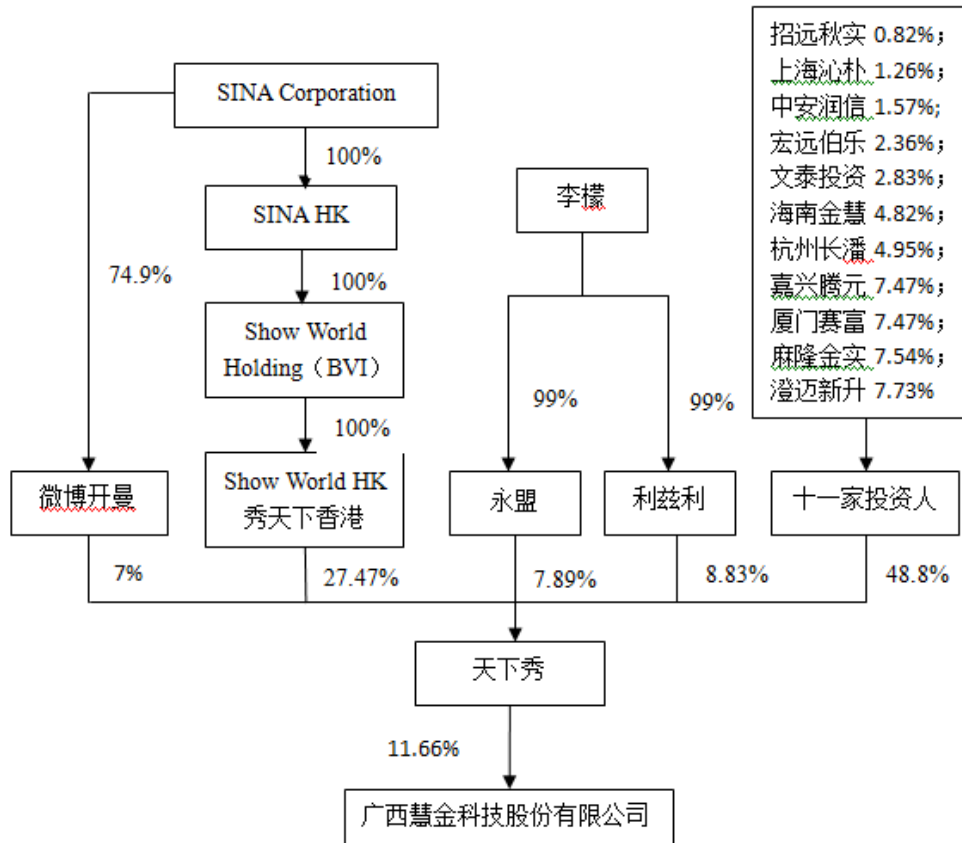 SINA Corporation
100%
SINA HK
100%
Show World
Holding（BVI）
100%
Show World HK
秀天下香港
74.9%
微博开曼
李檬
99%
99%
永盟
利兹利
招远秋实 0.82%；
上海沁朴 1.26%；
中安润信 1.57%;
宏远伯乐 2.36%；
文泰投资 2.83%；
海南金慧 4.82%；
杭州长潘 4.95%；
嘉兴腾元 7.47%；
厦门赛富 7.47%；
麻隆金实 7.54%；
澄迈新升 7.73%
十一家投资人
7%
27.47%
7.89%
8.83%
48.8%
天下秀
11.66%
广西慧金科技股份有限公司